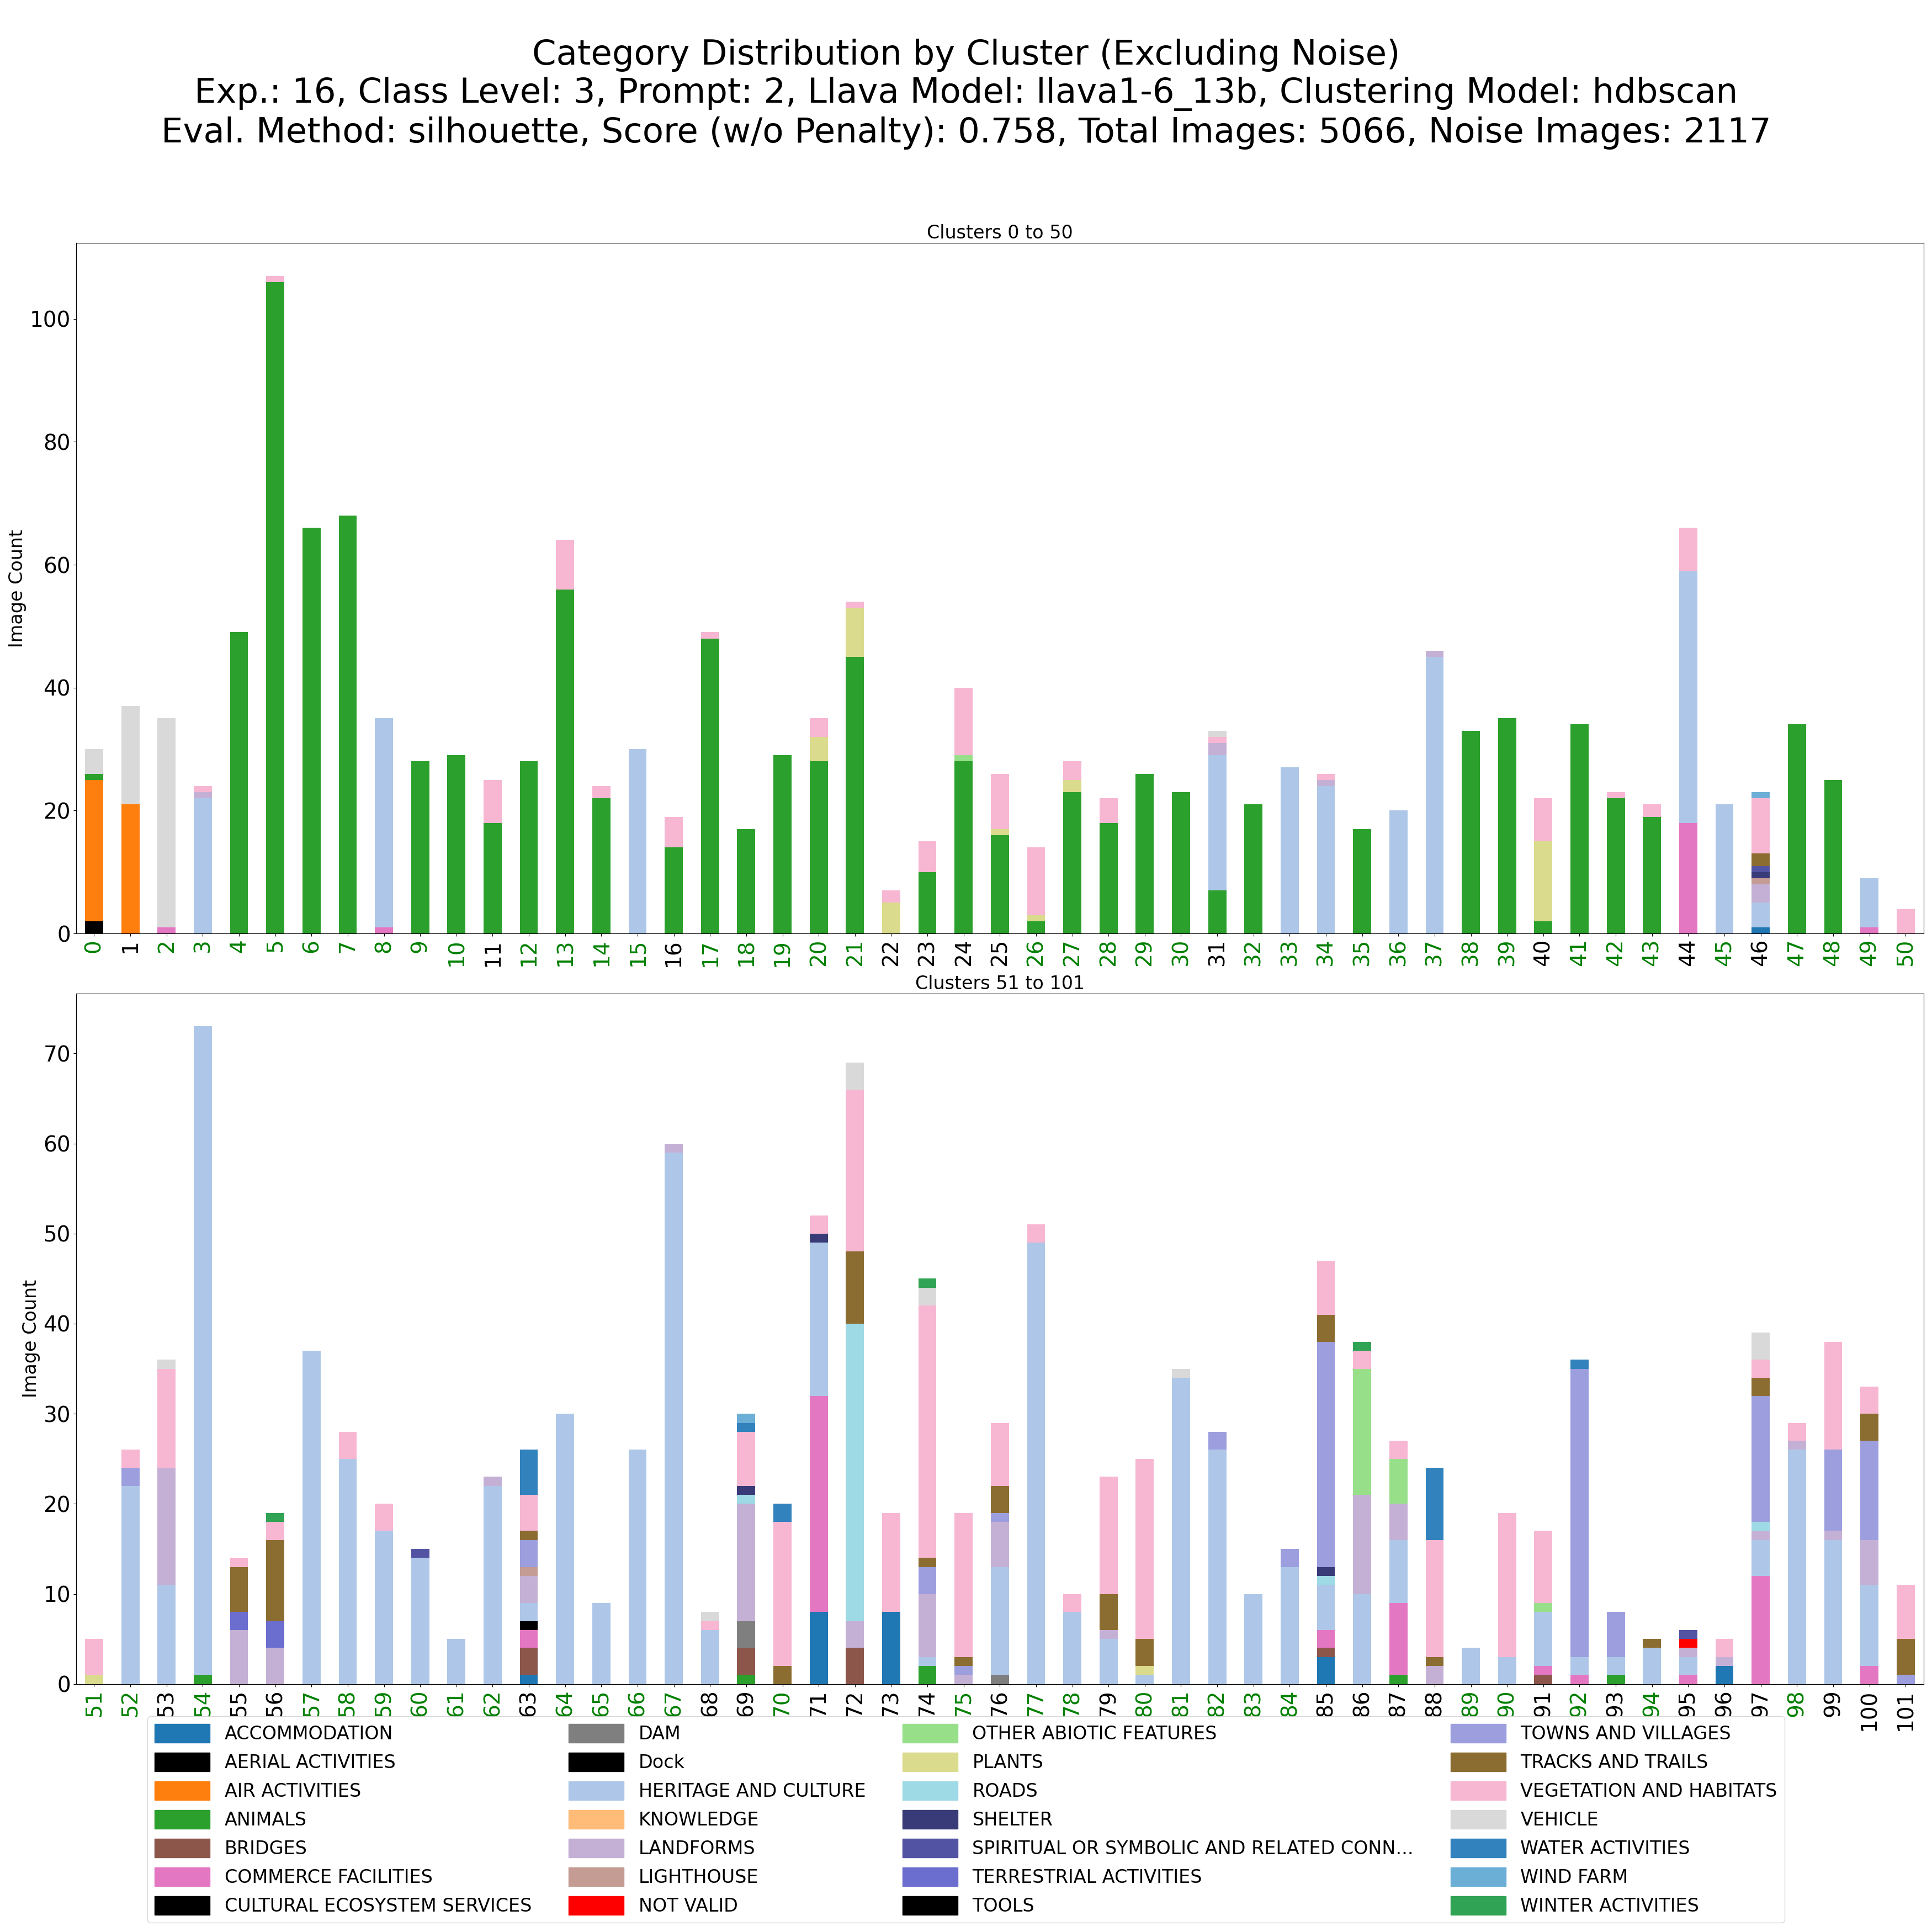 Category Distribution by Cluster (Excluding Noise)
Exp.: 16, Class Level: 3, Prompt: 2, Llava Model: llava1-6_13b, Clustering Model: hdbscan
Eval. Method: silhouette, Score (w/o Penalty): 0.758, Total Images: 5066, Noise Images: 2117
Clusters 0 to 50
Image Count
100
80
60
40
20
0
0 1 2 3 4 5 6 7 8 9 10 11 12 13 14 15 16 17 18 19 20 21 22 23 24 25 26 27 28 29 30 31 32 33 34 35 36 37 38 39 40 41 42 43 44 45 46 47 48 49 50
Clusters 51 to 101
Image Count
70
60
50
40
30
20
10
0
51 52 53 54 55 56 57 58 59 60 61 62 63 64 65 66 67 68 69 70 71 72 73 74 75 76 77 78 79 80 81 82 83 84 85 86 87 88 89 90 91 92 93 94 95 96 97 98 99 100 101
ACCOMMODATION
AERIAL ACTIVITIES
AIR ACTIVITIES
ANIMALS
BRIDGES
COMMERCE FACILITIES
CULTURAL ECOSYSTEM SERVICES
DAM
Dock
HERITAGE AND CULTURE
KNOWLEDGE
LANDFORMS
LIGHTHOUSE
NOT VALID
OTHER ABIOTIC FEATURES
PLANTS
ROADS
SHELTER
SPIRITUAL OR SYMBOLIC AND RELATED CONN...
TERRESTRIAL ACTIVITIES
TOOLS
TOWNS AND VILLAGES
TRACKS AND TRAILS
VEGETATION AND HABITATS
VEHICLE
WATER ACTIVITIES
WIND FARM
WINTER ACTIVITIES